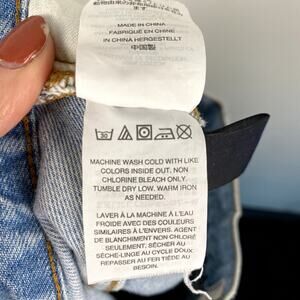 ます
MADE IN CHINA
FABRIQUÉ EN CHINE
IN CHINA HERGESTELLT
中国製
30
MACHINE WASH COLD WITH LIKE
COLORS INSIDE OUT. NON
CHLORINE BLEACH ONLY.
TUMBLE DRY LOW. WARM IRON
AS NEEDED.
LAVER À LA MACHINE À L'EAU
FROIDE AVEC DES COULEURS
SIMILAIRES À L'ENVERS. AGENT
DE BLANCHIMENT NON CHLORÉ
SEULEMENT. SÉCHER AU
SÈCHE-LINGE AU CYCLE DOUX.
REPASSER AU FER TIÈDE AU
BESOIN.